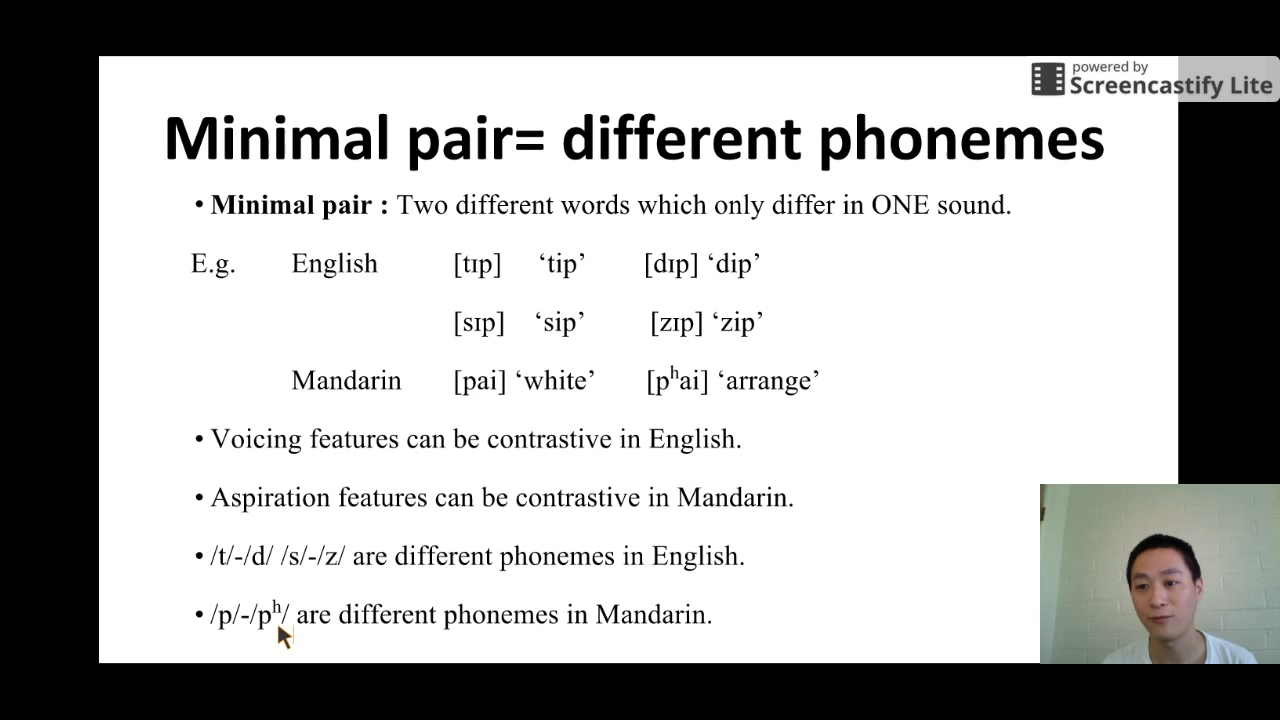 powered by
Screencastify Lite
Minimal pair= different phonemes
• Minimal pair : Two different words which only differ in ONE sound.
E.g. English [tɪp] ‘tip’ [dɪp] ‘dip’
[sɪp] ‘sip’ [zɪp] ‘zip’
Mandarin [pai] ‘white’ [pʰai] ‘arrange’
• Voicing features can be contrastive in English.
• Aspiration features can be contrastive in Mandarin.
• /t/-/d/ /s/-/z/ are different phonemes in English.
• /p/-/pʰ/ are different phonemes in Mandarin.